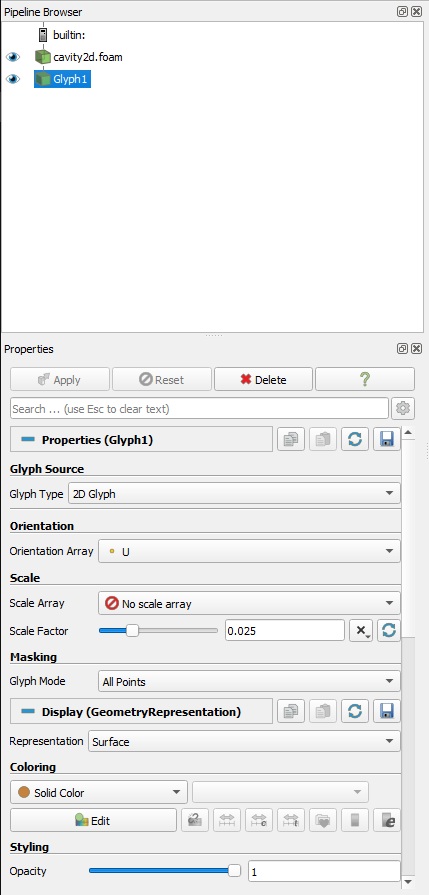 Pipeline Browser
builtin:
cavity2d.foam
Glyph1
Properties
Apply Reset Delete ?
Search ... (use Esc to clear text)
Properties (Glyph1)
Glyph Source
Glyph Type 2D Glyph
Orientation
Orientation Array U
Scale
Scale Array No scale array
Scale Factor 0.025
Masking
Glyph Mode All Points
Display (GeometryRepresentation)
Representation Surface
Coloring
Solid Color
Edit
Styling
Opacity 1